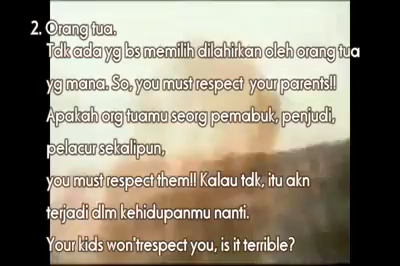 2. Orang tua.
Tdk ada yg bs memilih dilahirkan oleh orang tua
yg mana. So, you must respect your parents!!
Apakah org tuamu seorg pemabuk, penjudi,
pelacur sekalipun,
you must respect them!! Kalau tdk, itu akn
terjadi dlm kehidupanmu nanti.
Your kids won'trespect you, is it terrible?